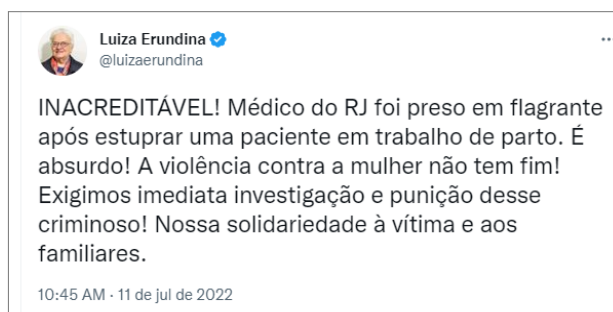 Luiza Erundina
@luizaerundina
INACREDITÁVEL! Médico do RJ foi preso em flagrante
após estuprar uma paciente em trabalho de parto. É
absurdo! A violência contra a mulher não tem fim!
Exigimos imediata investigação e punição desse
criminoso! Nossa solidariedade à vítima e aos
familiares.
10:45 AM · 11 de jul de 2022